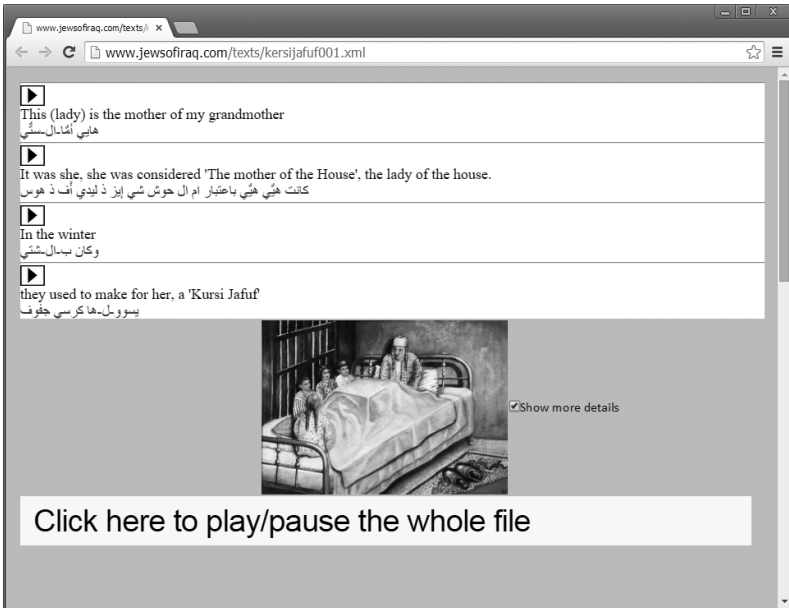 www.jewsofiraq.com/texts/
www.jewsofiraq.com/texts/kersijafuf001.xml
This (lady) is the mother of my grandmother
هايي أمّا-ال-ستّي
It was she, she was considered 'The mother of the House', the lady of the house.
كانت هيّي هيّي باعتبار ام ال حوش شي إيز ذ ليدي أف ذ هوس
In the winter
وكان ب-ال-شتي
they used to make for her, a 'Kursi Jafuf'
يسوو-ل-ها كرسي جفوف
Show more details
Click here to play/pause the whole file